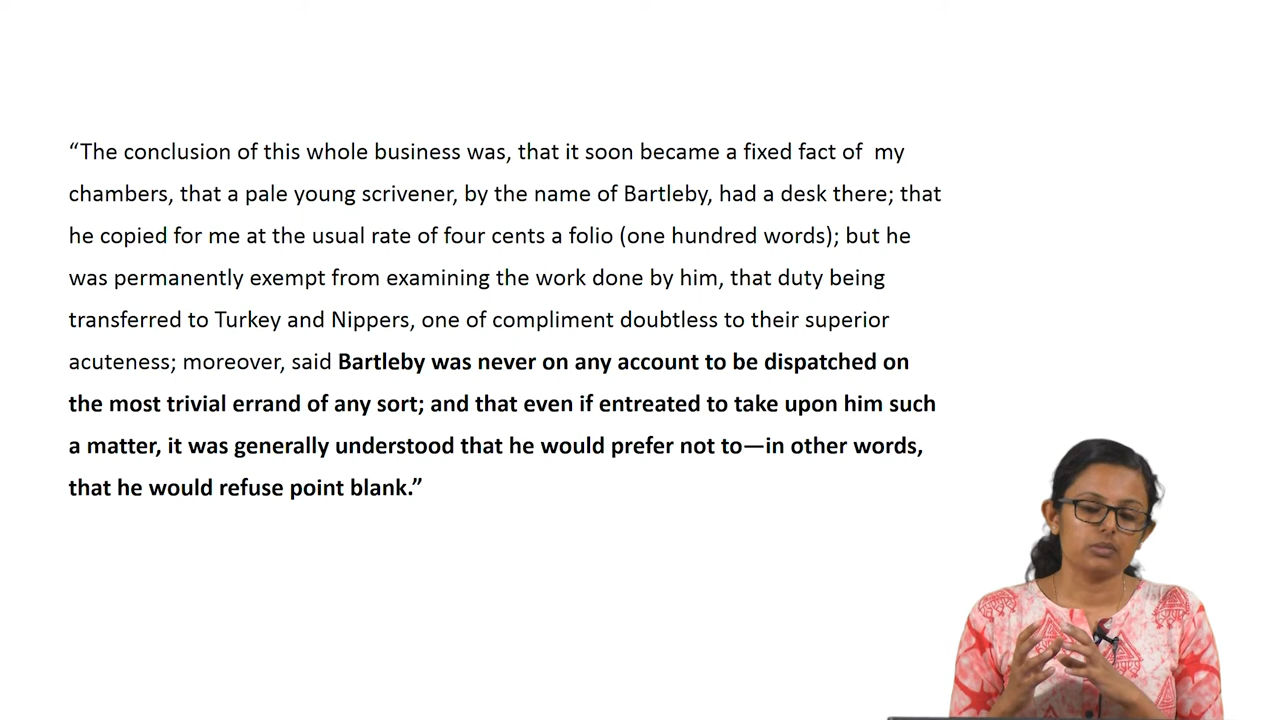 “The conclusion of this whole business was, that it soon became a fixed fact of my
chambers, that a pale young scrivener, by the name of Bartleby, had a desk there; that
he copied for me at the usual rate of four cents a folio (one hundred words); but he
was permanently exempt from examining the work done by him, that duty being
transferred to Turkey and Nippers, one of compliment doubtless to their superior
acuteness; moreover, said Bartleby was never on any account to be dispatched on
the most trivial errand of any sort; and that even if entreated to take upon him such
a matter, it was generally understood that he would prefer not to—in other words,
that he would refuse point blank.”